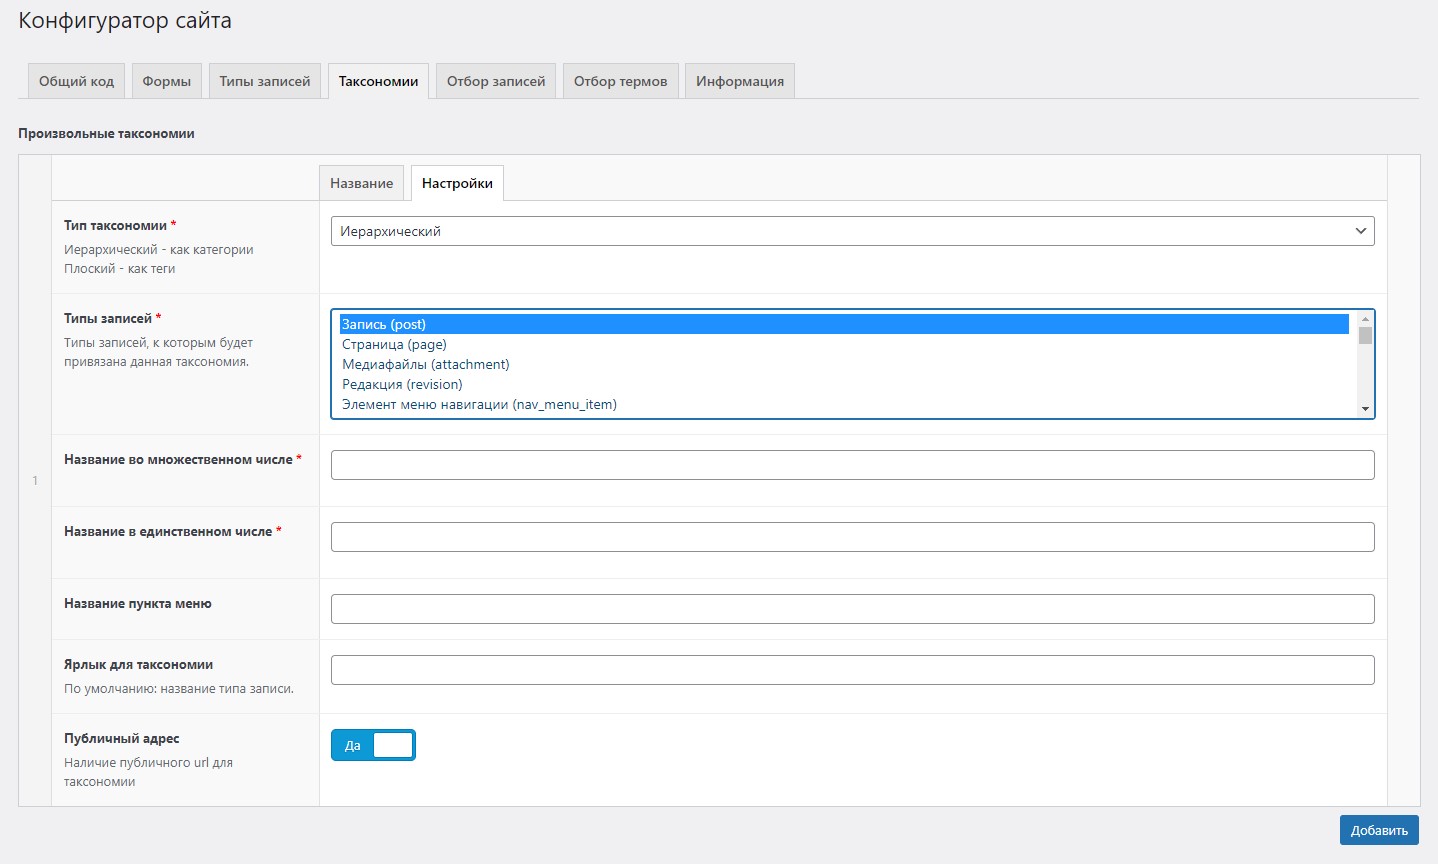 Конфигуратор сайта
Общий код
Формы
Типы записей
Таксономии
Отбор записей
Отбор термов
Информация
Произвольные таксономии
Название
Настройки
Тип таксономии *
Иерархический - как категории
Плоский - как теги
Иерархический
Типы записей *
Типы записей, к которым будет
привязана данная таксономия.
Запись (post)
Страница (page)
Медиафайлы (attachment)
Редакция (revision)
Элемент меню навигации (nav_menu_item)
Название во множественном числе *
1
Название в единственном числе *
Название пункта меню
Ярлык для таксономии
По умолчанию: название типа записи.
Публичный адрес
Наличие публичного url для
таксономии
Да
Добавить